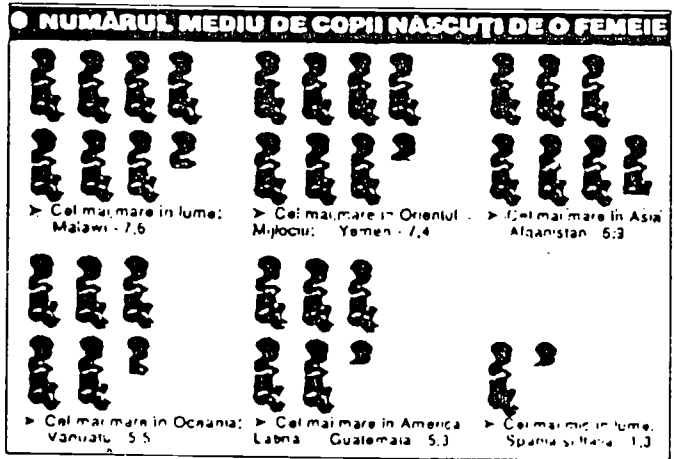 ● NUMĂRUL MEDIU DE COPII NĂSCUȚI DE O FEMEIE
➤ Cel mai mare în lume:
Malawi - 7,6
➤ Cel mai mare în Orientul
Mijlociu: Yemen - 7,4
➤ Cel mai mare în Asia
Afganistan
➤ Cel mai mare în Oceania:
Vanuatu 5,5
➤ Cel mai mare în America
Latină Guatemala 5,3
➤ Cel mai mic în lume:
Spania și Italia 1,3